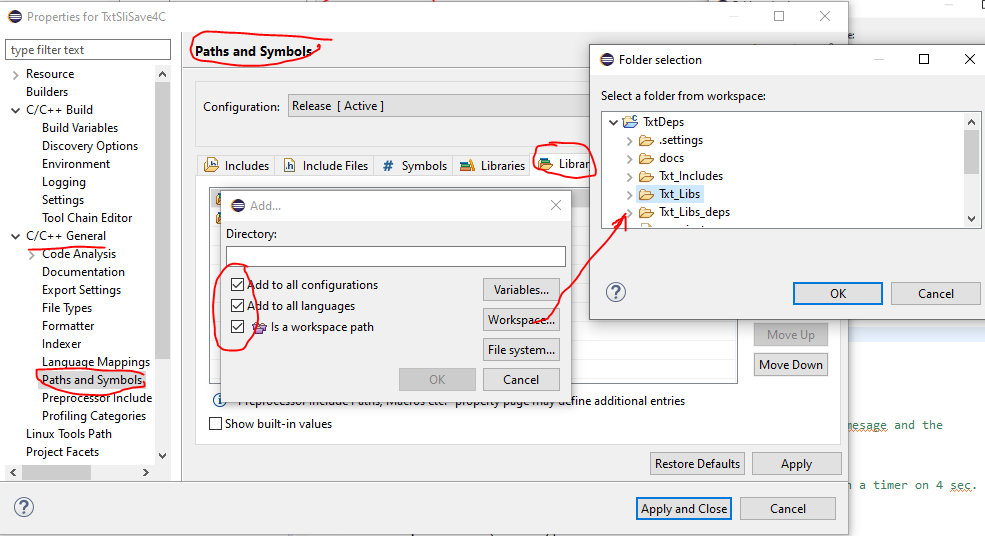 Properties for TxtSliSave4C
type filter text
Resource
Builders
C/C++ Build
Build Variables
Discovery Options
Environment
Logging
Settings
Tool Chain Editor
C/C++ General
Code Analysis
Documentation
Export Settings
File Types
Formatter
Indexer
Language Mappings
Paths and Symbols
Preprocessor Include
Profiling Categories
Linux Tools Path
Project Facets
Paths and Symbols
Configuration:
Release [ Active ]
Includes
Include Files
# Symbols
Libraries
Librar
Add...
Directory:
Add to all configurations
Add to all languages
Is a workspace path
Variables...
Workspace...
File system...
OK
Cancel
Move Up
Move Down
"Preprocessor Include Paths, Macros etc." property page may define additional entries
Show built-in values
Restore Defaults
Apply
Apply and Close
Cancel
Folder selection
Select a folder from workspace:
TxtDeps
.settings
docs
Txt_Includes
Txt_Libs
Txt_Libs_deps
OK
Cancel
mesage and the
a timer on 4 sec.